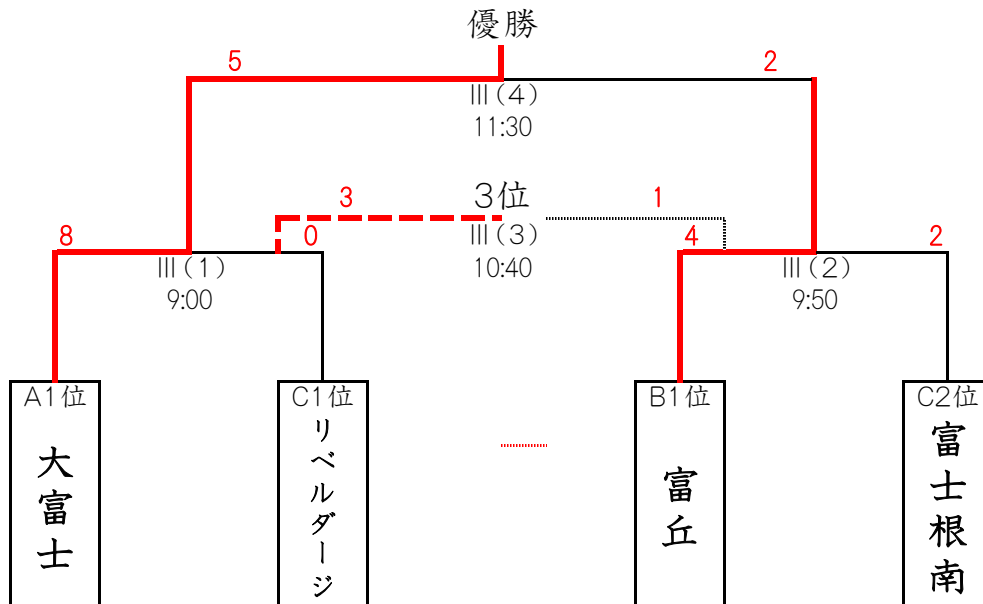 優勝
5
2
III(4)
11:30
3位
3
1
III(3)
10:40
8
0
4
2
III(1)
9:00
III(2)
9:50
A1位
大富士
C1位
リベルダージ
B1位
富丘
C2位
富士根南